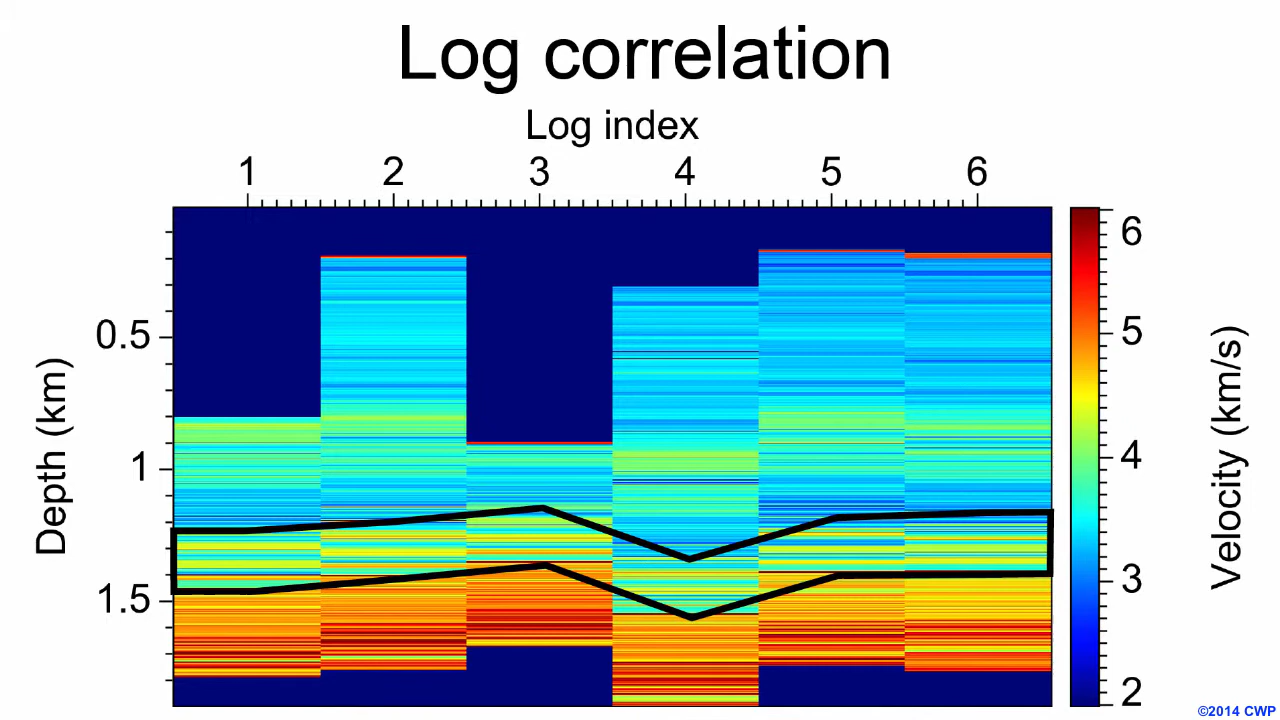 Log correlation
Log index
1 2 3 4 5 6
Depth (km)
0.5
1
1.5
6
5
4
3
2
Velocity (km/s)
©2014 CWP